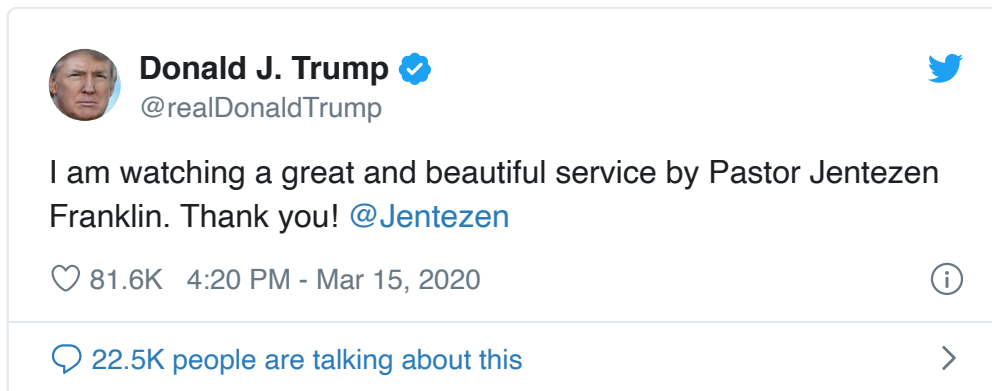 Donald J. Trump
@realDonaldTrump
I am watching a great and beautiful service by Pastor Jentezen
Franklin. Thank you! @Jentezen
81.6K 4:20 PM - Mar 15, 2020
22.5K people are talking about this